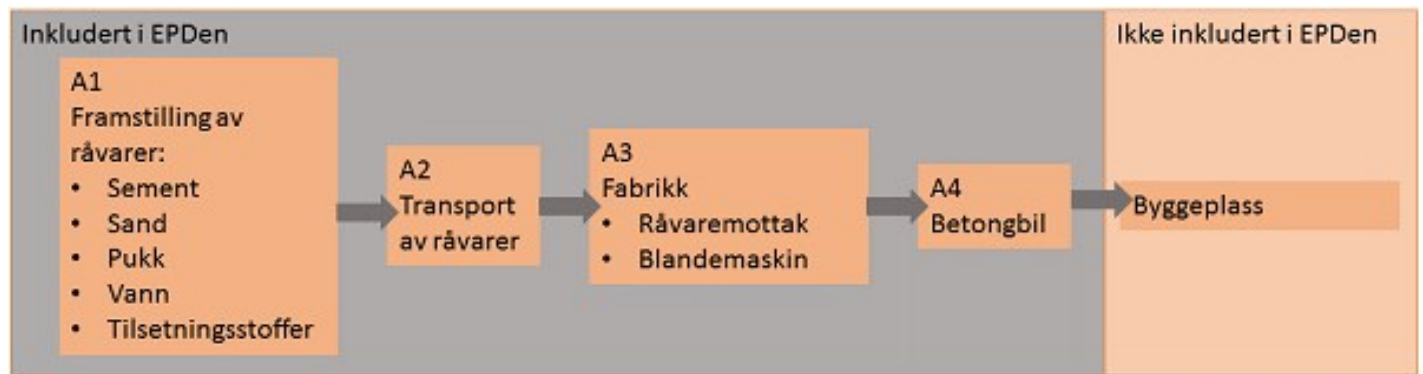 Inkludert i EPDen
Ikke inkludert i EPDen
A1
Framstilling av
råvarer:
• Sement
• Sand
• Pukk
• Vann
• Tilsetningsstoffer
A2
Transport
av råvarer
A3
Fabrikk
• Råvaremottak
• Blandemaskin
A4
Betongbil
Byggeplass